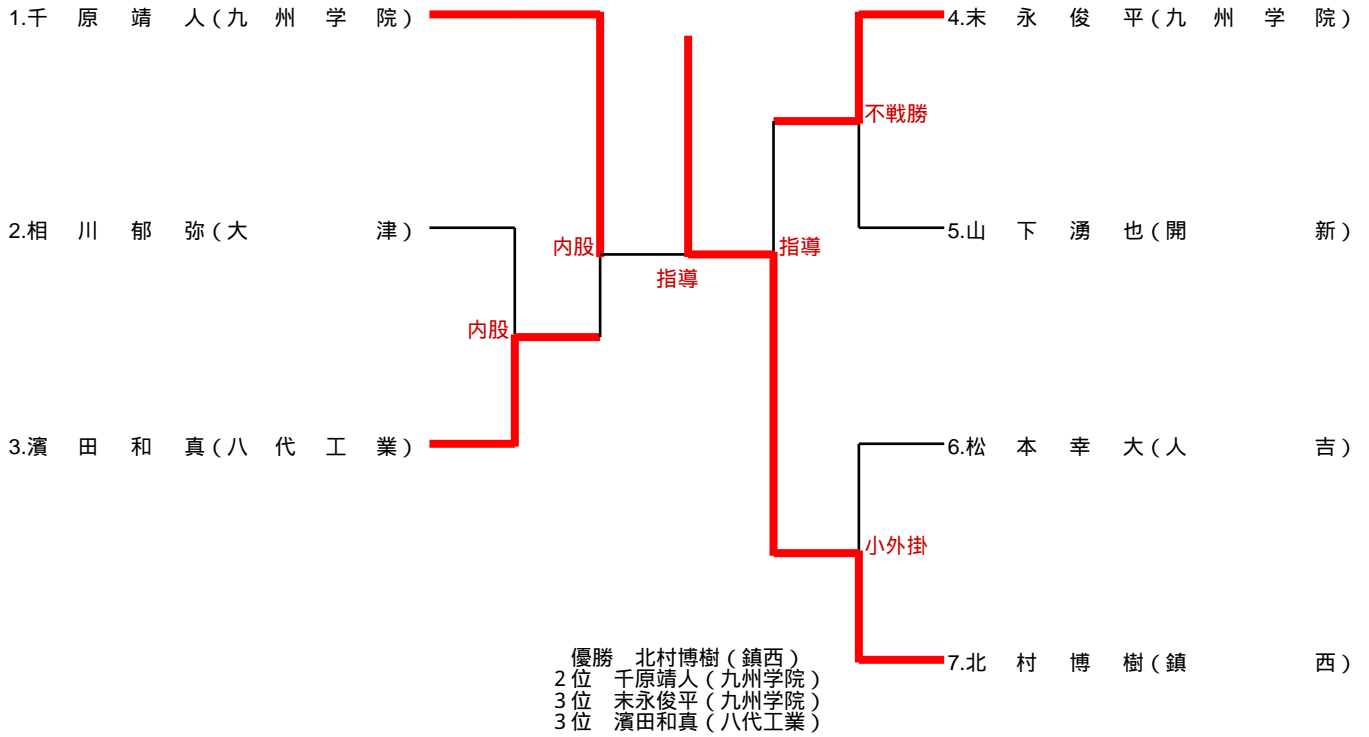 1.千原靖人(九州学院)
4.末永俊平(九州学院)
不戦勝
2.相川郁弥(大津)
5.山下湧也(開新)
内股
指導
指導
内股
3.濱田和真(八代工業)
6.松本幸大(人吉)
小外掛
7.北村博樹(鎮西)
優勝 北村博樹(鎮西)
2位 千原靖人(九州学院)
3位 末永俊平(九州学院)
3位 濱田和真(八代工業)